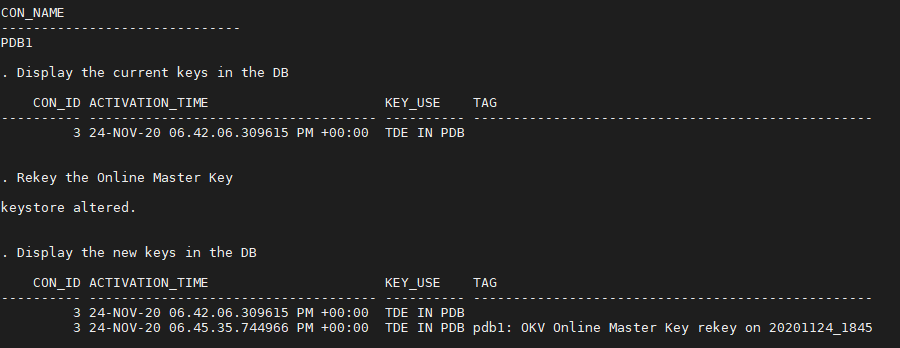 CON_NAME
------------------------------
PDB1
. Display the current keys in the DB
    CON_ID ACTIVATION_TIME                      KEY_USE    TAG
---------- ------------------------------------ ---------- --------------------------------------------------
         3 24-NOV-20 06.42.06.309615 PM +00:00  TDE IN PDB
. Rekey the Online Master Key
keystore altered.
. Display the new keys in the DB
    CON_ID ACTIVATION_TIME                      KEY_USE    TAG
---------- ------------------------------------ ---------- --------------------------------------------------
         3 24-NOV-20 06.42.06.309615 PM +00:00  TDE IN PDB
         3 24-NOV-20 06.45.35.744966 PM +00:00  TDE IN PDB pdb1: OKV Online Master Key rekey on 20201124_1845